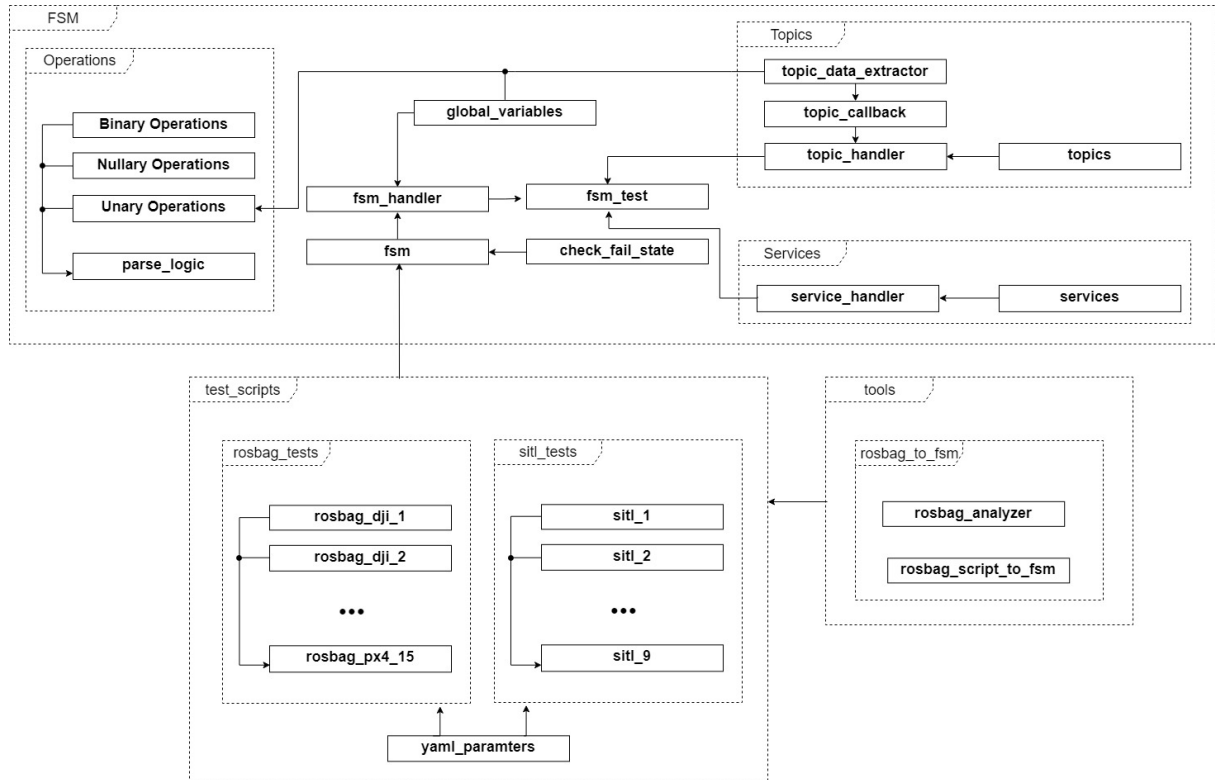 FSM
Operations
Binary Operations
Nullary Operations
Unary Operations
parse_logic
global_variables
fsm_handler
fsm_test
fsm
check_fail_state
Topics
topic_data_extractor
topic_callback
topic_handler
topics
Services
service_handler
services
test_scripts
rosbag_tests
rosbag_dji_1
rosbag_dji_2
•••
rosbag_px4_15
sitl_tests
sitl_1
sitl_2
•••
sitl_9
yaml_paramters
tools
rosbag_to_fsm
rosbag_analyzer
rosbag_script_to_fsm